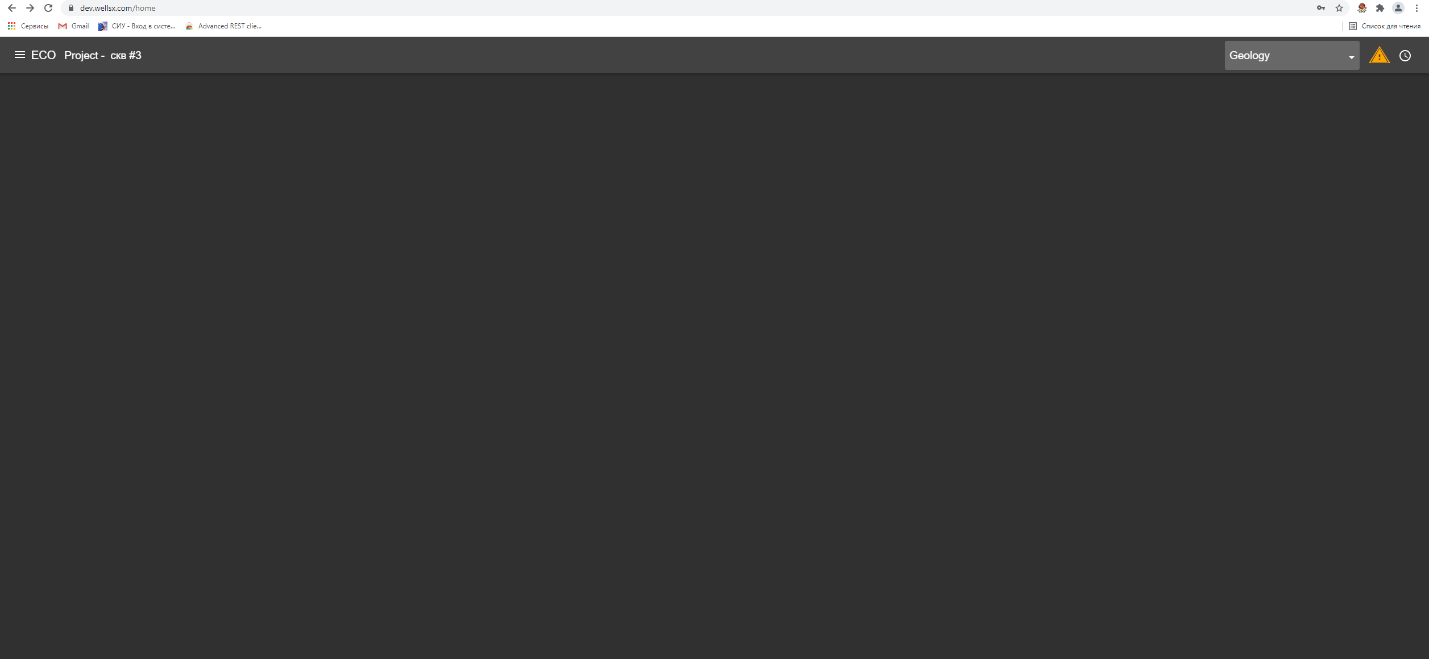 dev.wellsx.com/home
Сервисы Gmail СИУ - Вход в систе... Advanced REST clie... Список для чтения
ECO Project - скв #3 Geology